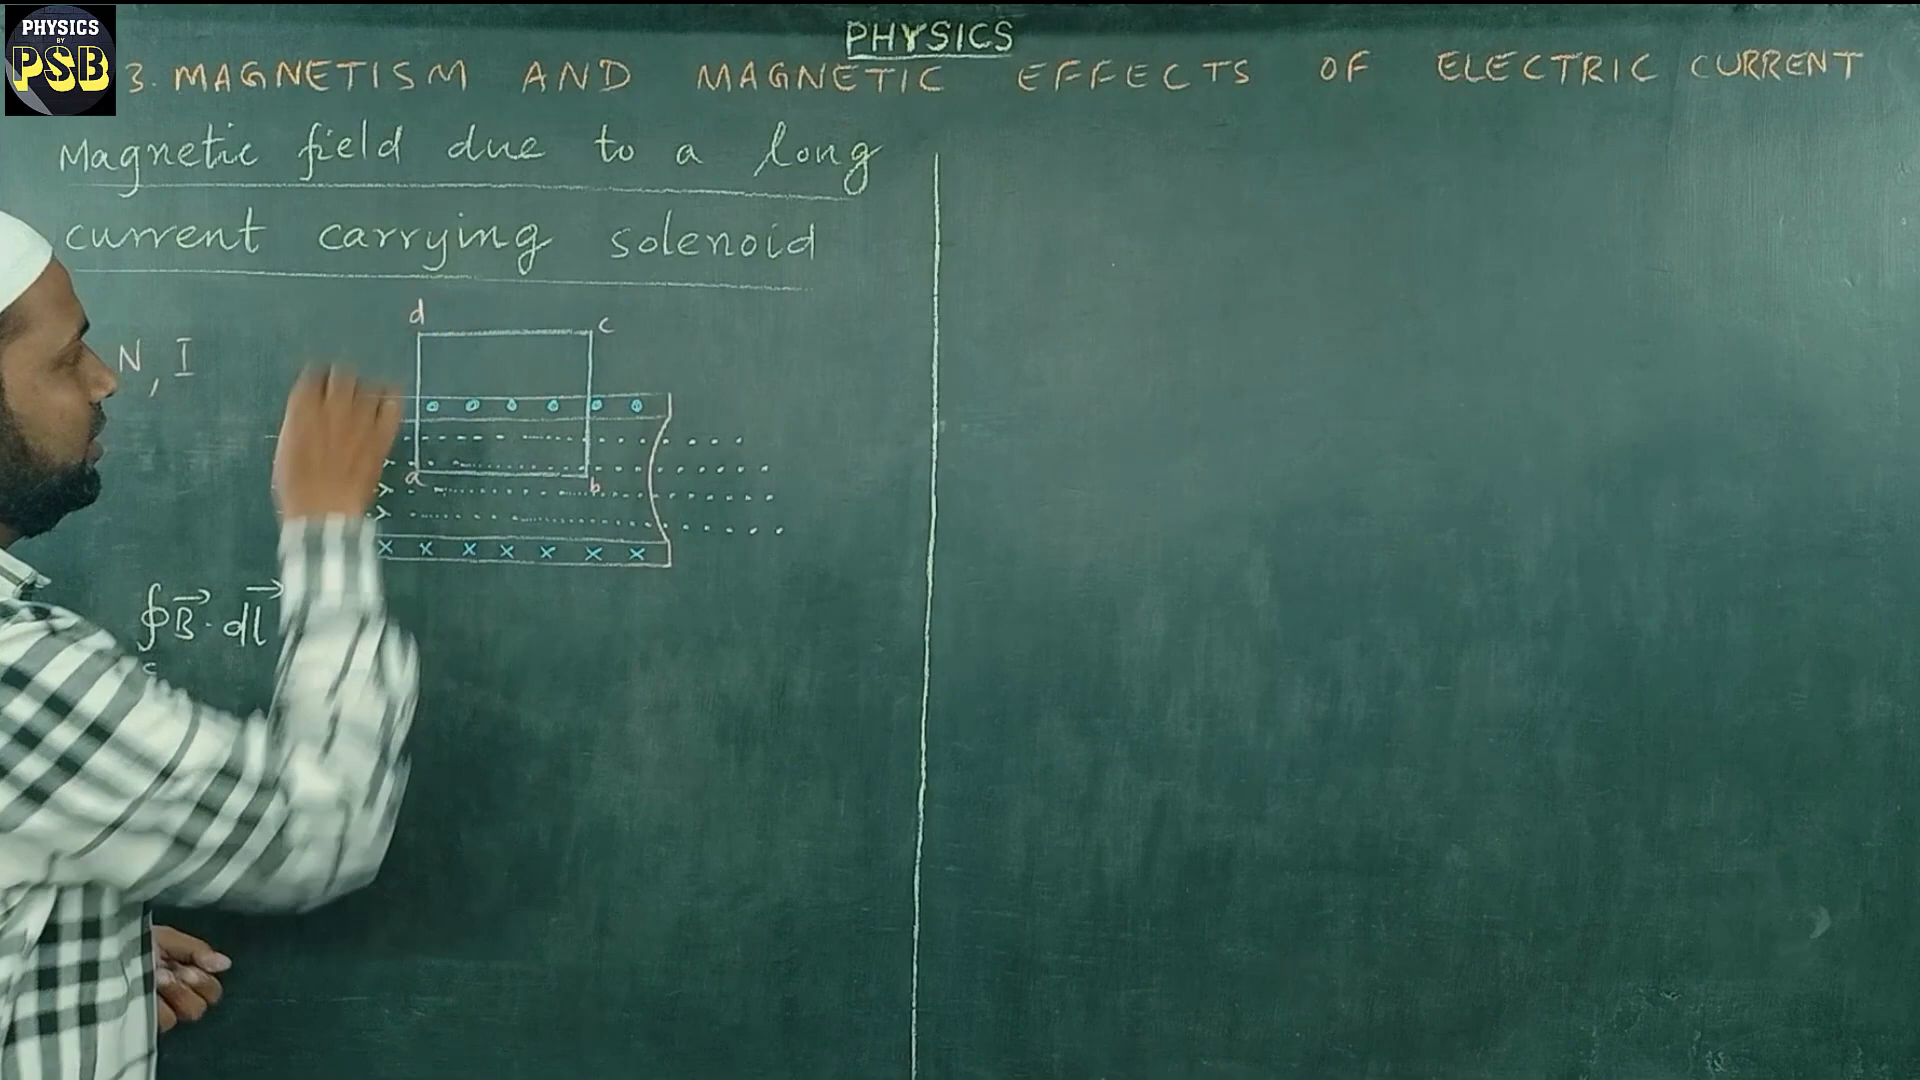 PHYSICS
BY
PSB
PHYSICS
3. MAGNETISM AND MAGNETIC EFFECTS OF ELECTRIC CURRENT
Magnetic field due to a long
current carrying solenoid
d
c
N, I
a
b
∮B⃗·dl⃗
c